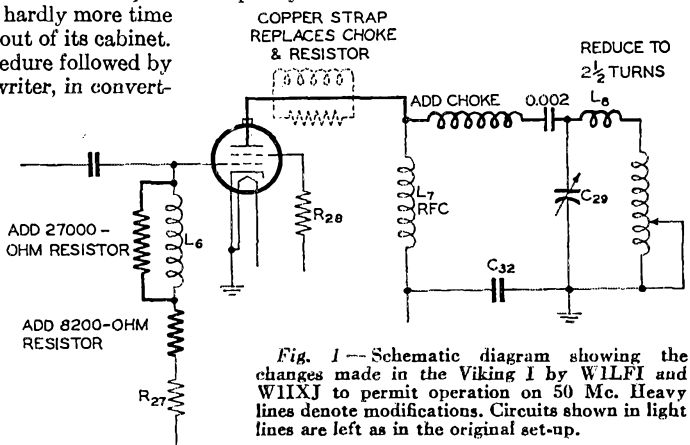 hardly more time
out of its cabinet.
edure followed by
writer, in convert-
COPPER STRAP
REPLACES CHOKE
& RESISTOR
REDUCE TO
2½ TURNS
L8
ADD CHOKE
0.002
L7
RFC
C29
R28
ADD 27000-
OHM RESISTOR
L6
C32
ADD 8200-OHM
RESISTOR
R27
Fig. 1 — Schematic diagram showing the
changes made in the Viking I by W1LFI and
W1IXJ to permit operation on 50 Mc. Heavy
lines denote modifications. Circuits shown in light
lines are left as in the original set-up.